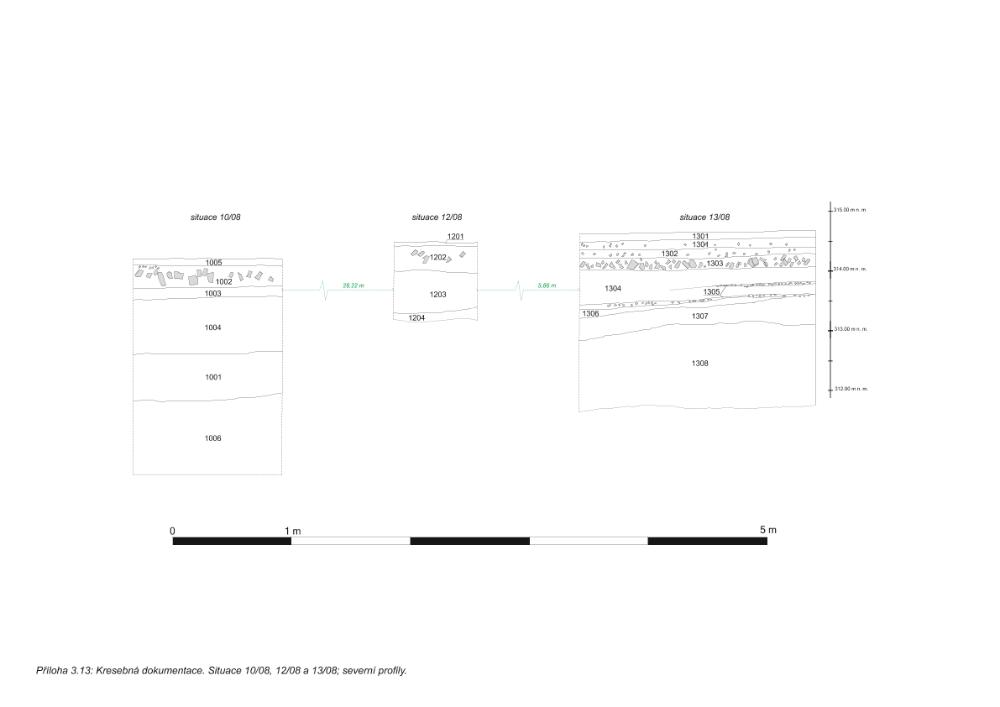 situace 10/08
situace 12/08
situace 13/08
315.00 m n. m.
314.00 m n. m.
313.00 m n. m.
312.00 m n. m.
1005
1002
1003
1004
1001
1006
28,22 m
1201
1202
1203
1204
5,66 m
1301
1301
1302
1303
1304
1305
1306
1307
1308
0
1 m
5 m
Příloha 3.13: Kresebná dokumentace. Situace 10/08, 12/08 a 13/08; severní profily.